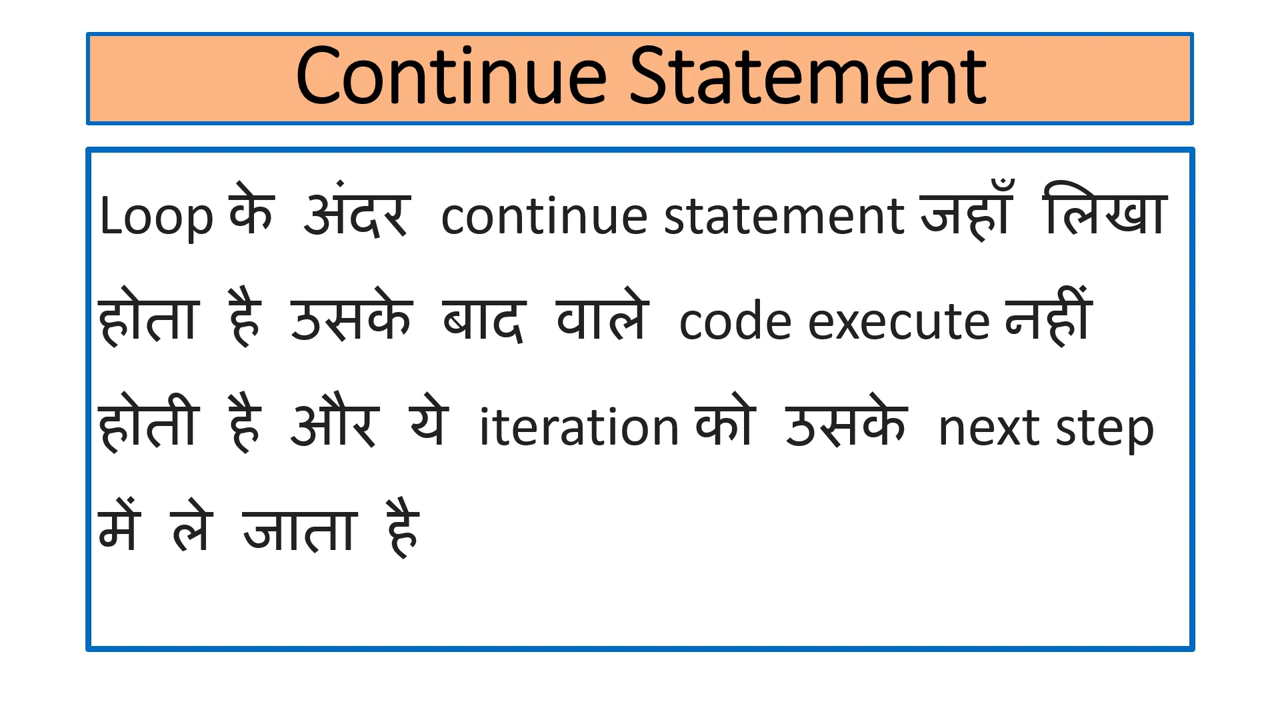 Continue Statement
Loop के अंदर continue statement जहाँ लिखा
होता है उसके बाद वाले code execute नहीं
होती है और ये iteration को उसके next step
में ले जाता है